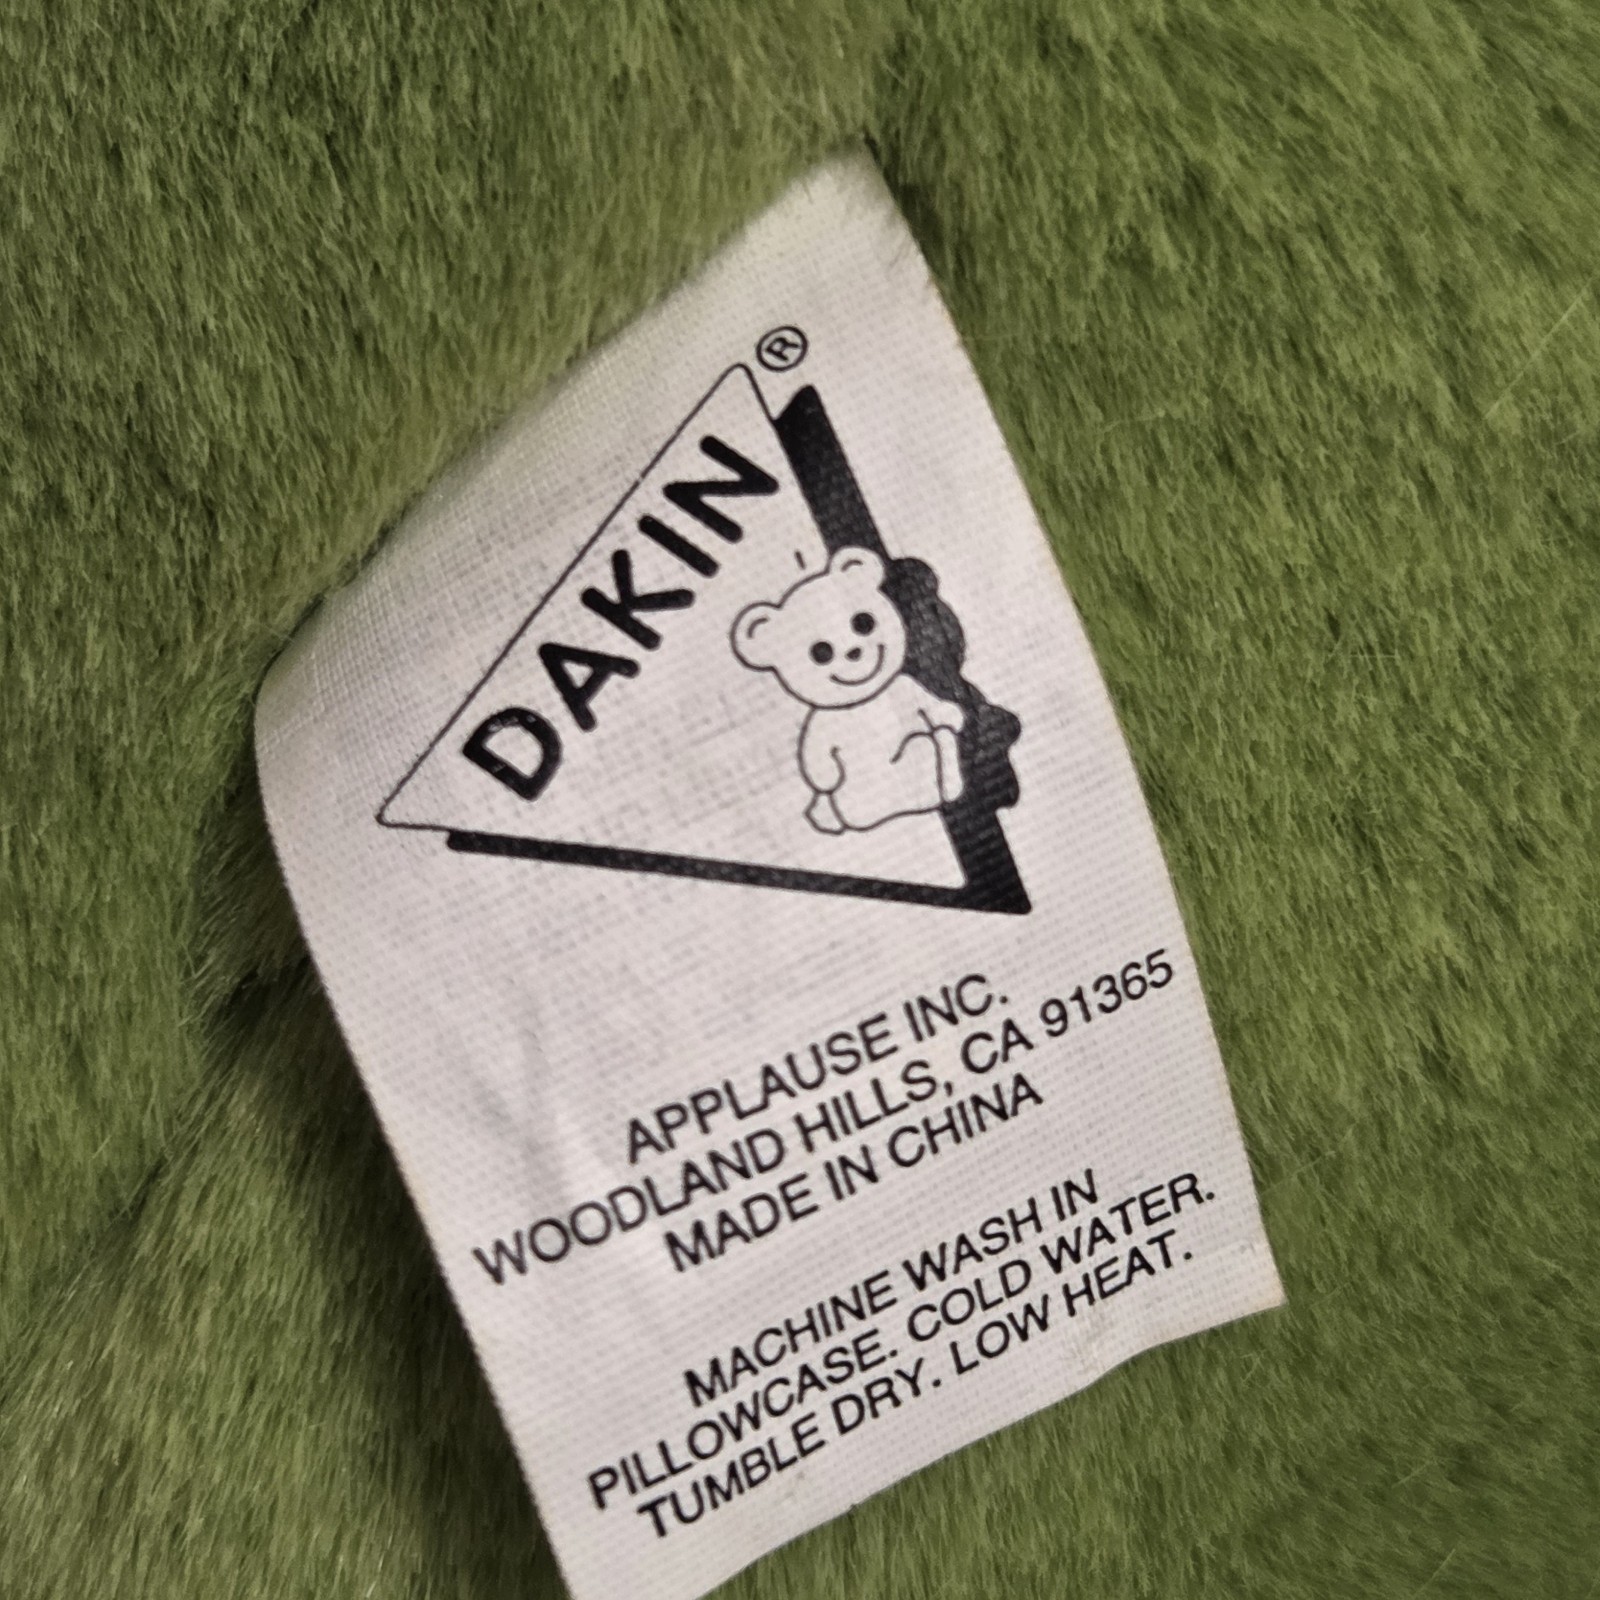 DAKIN®
APPLAUSE INC.
WOODLAND HILLS, CA 91365
MADE IN CHINA
MACHINE WASH IN
PILLOWCASE. COLD WATER.
TUMBLE DRY. LOW HEAT.